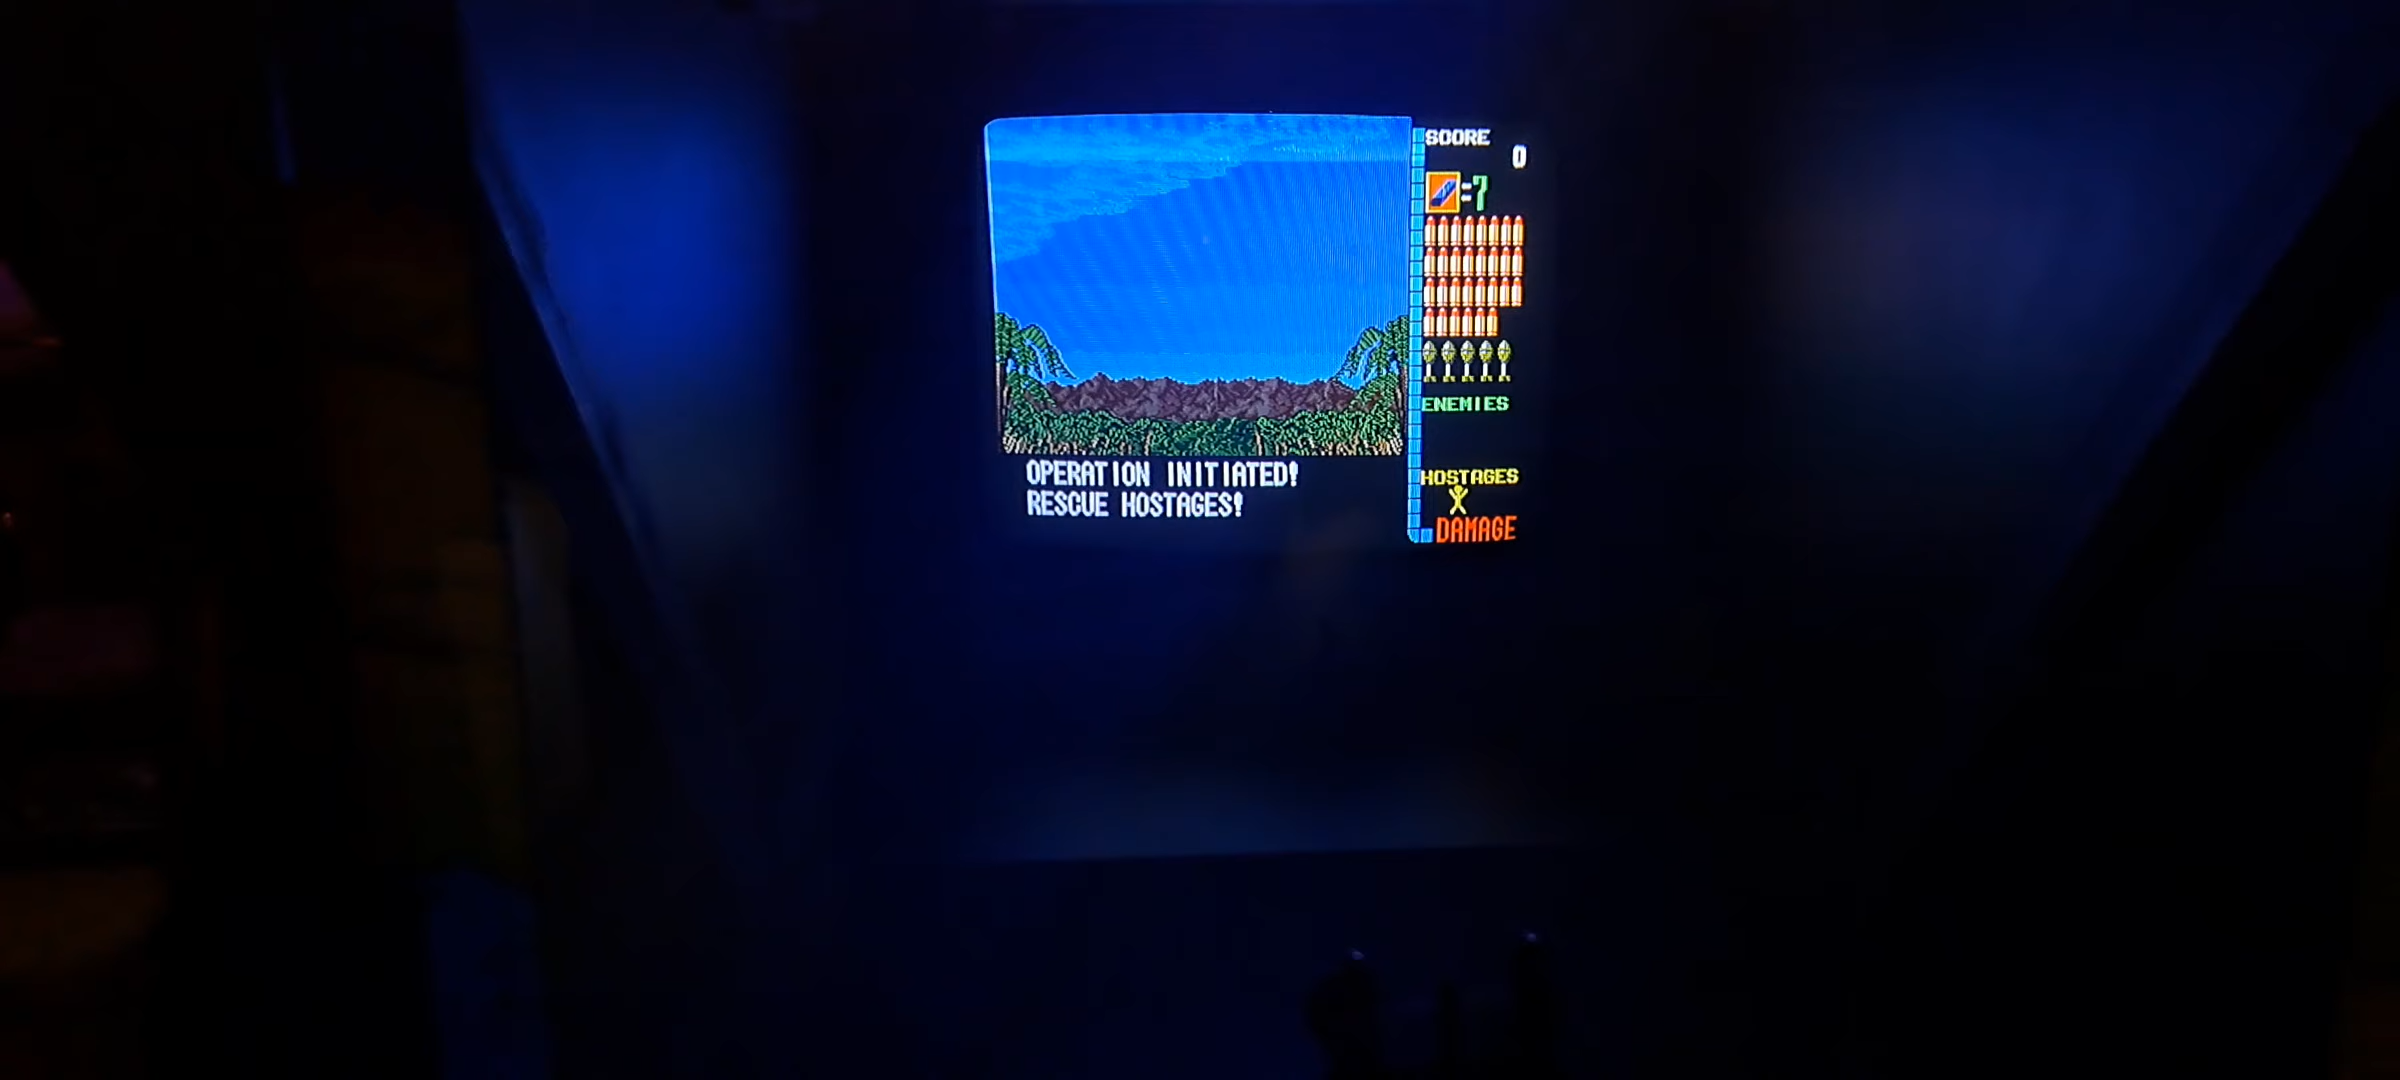 SCORE
0
=7
ENEMIES
HOSTAGES
DAMAGE
OPERATION INITIATED!
RESCUE HOSTAGES!